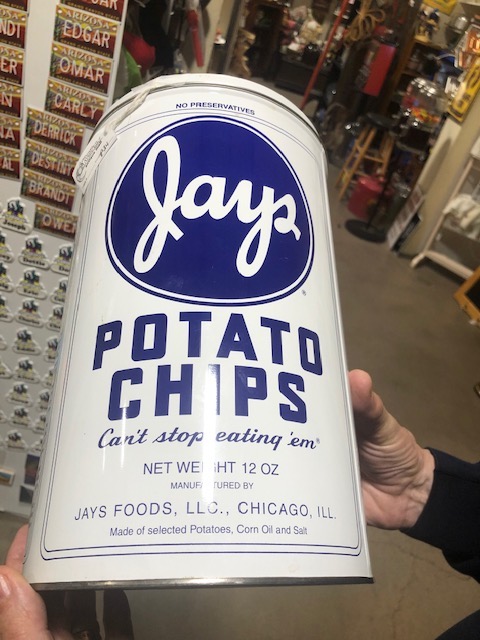 NO PRESERVATIVES
Jays
POTATO
CHIPS
Can't stop eating 'em®
NET WEIGHT 12 OZ
MANUFACTURED BY
JAYS FOODS, LLC., CHICAGO, ILL.
Made of selected Potatoes, Corn Oil and Salt
EDGAR
OMAR
CARLY
DERRICK
DESTINY
BRANDT
OWEN